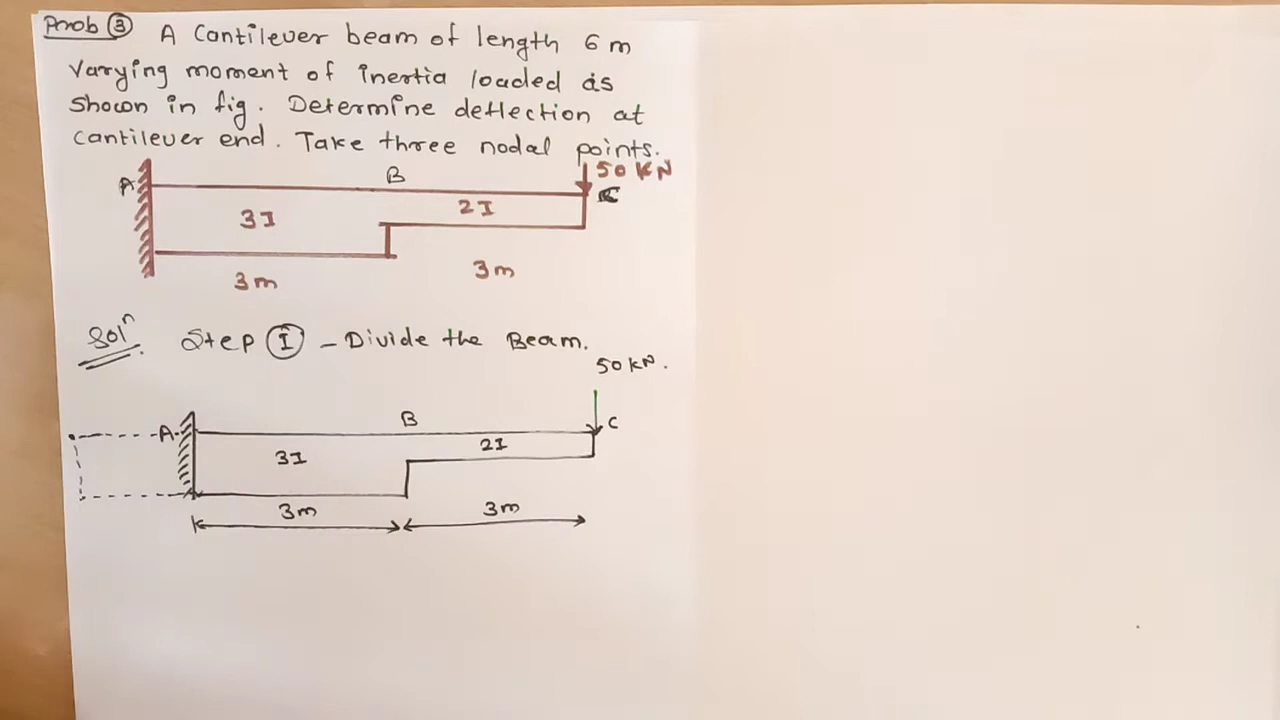 Prob ③ A Cantilever beam of length 6 m
Varying moment of inertia loaded as
Shown in fig. Determine deflection at
Cantilever end. Take three nodal points.
A B 50 KN
C
3I 2I
3m 3m
Solⁿ. Step Ⓘ - Divide the Beam.
50 kN.
A B C
3I 2I
3m 3m